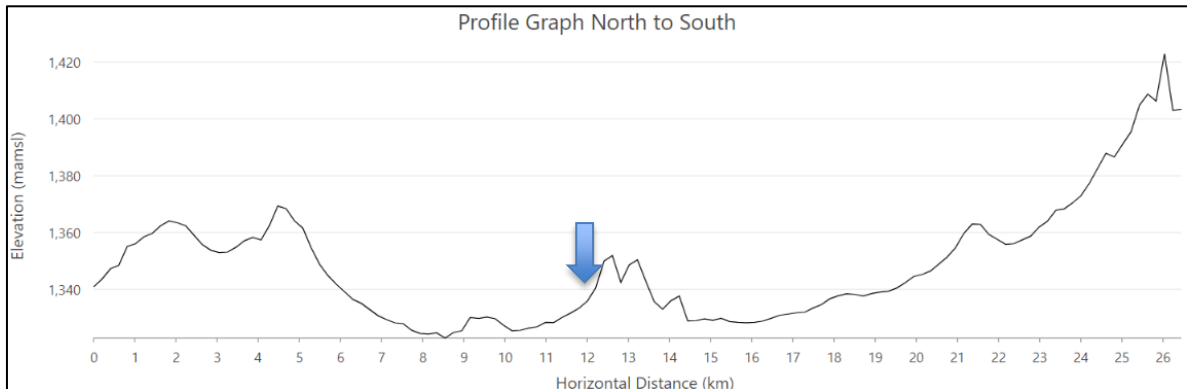 Profile Graph North to South
Elevation (mamsl)
1,420
1,400
1,380
1,360
1,340
0 1 2 3 4 5 6 7 8 9 10 11 12 13 14 15 16 17 18 19 20 21 22 23 24 25 26
Horizontal Distance (km)